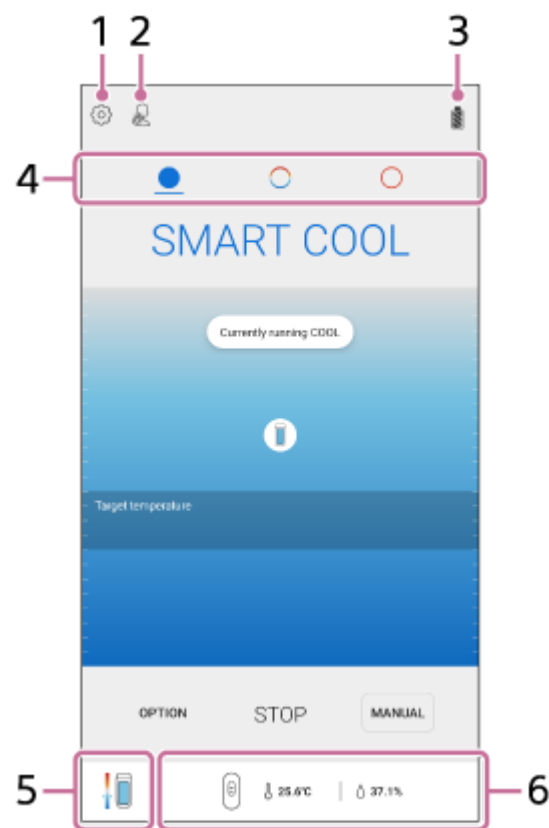 1 2 3
4
SMART COOL
Currently running COOL
Target temperature
OPTION STOP MANUAL
5 25.6°C 37.1% 6